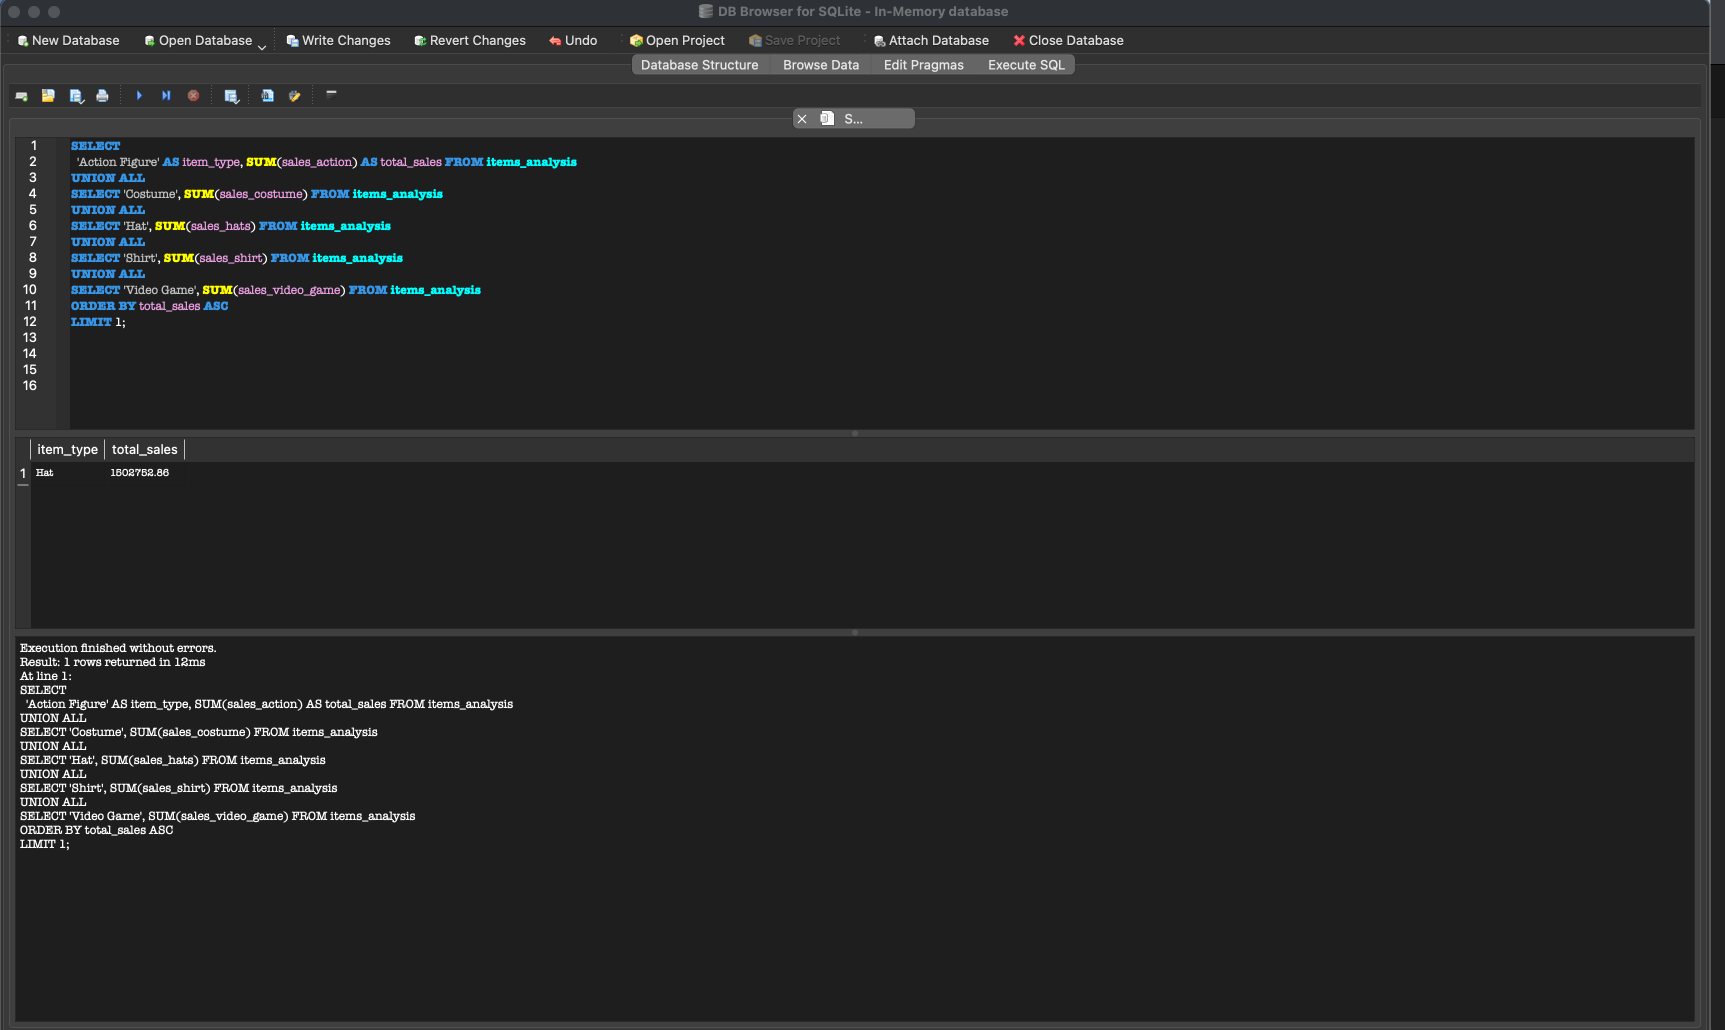 DB Browser for SQLite - In-Memory database
New Database Open Database Write Changes Revert Changes Undo Open Project Save Project Attach Database Close Database
Database Structure Browse Data Edit Pragmas Execute SQL
S...
1 SELECT
2 'Action Figure' AS item_type, SUM(sales_action) AS total_sales FROM items_analysis
3 UNION ALL
4 SELECT 'Costume', SUM(sales_costume) FROM items_analysis
5 UNION ALL
6 SELECT 'Hat', SUM(sales_hats) FROM items_analysis
7 UNION ALL
8 SELECT 'Shirt', SUM(sales_shirt) FROM items_analysis
9 UNION ALL
10 SELECT 'Video Game', SUM(sales_video_game) FROM items_analysis
11 ORDER BY total_sales ASC
12 LIMIT 1;
13
14
15
16
item_type total_sales
1 Hat 1502752.86
Execution finished without errors.
Result: 1 rows returned in 12ms
At line 1:
SELECT
'Action Figure' AS item_type, SUM(sales_action) AS total_sales FROM items_analysis
UNION ALL
SELECT 'Costume', SUM(sales_costume) FROM items_analysis
UNION ALL
SELECT 'Hat', SUM(sales_hats) FROM items_analysis
UNION ALL
SELECT 'Shirt', SUM(sales_shirt) FROM items_analysis
UNION ALL
SELECT 'Video Game', SUM(sales_video_game) FROM items_analysis
ORDER BY total_sales ASC
LIMIT 1;